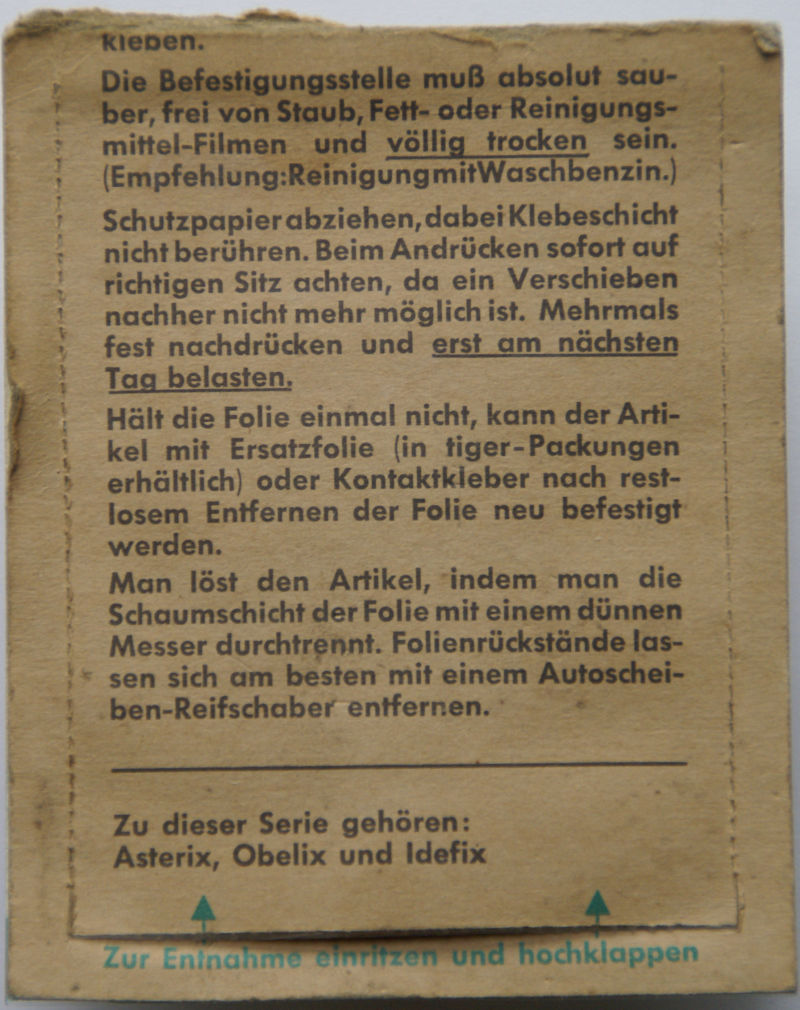 kleben.
Die Befestigungsstelle muß absolut sau-
ber, frei von Staub, Fett- oder Reinigungs-
mittel-Filmen und völlig trocken sein.
(Empfehlung:Reinigung mit Waschbenzin.)
Schutzpapier abziehen, dabei Klebeschicht
nicht berühren. Beim Andrücken sofort auf
richtigen Sitz achten, da ein Verschieben
nachher nicht mehr möglich ist. Mehrmals
fest nachdrücken und erst am nächsten
Tag belasten.
Hält die Folie einmal nicht, kann der Arti-
kel mit Ersatzfolie (in tiger-Packungen
erhältlich) oder Kontaktkleber nach rest-
losem Entfernen der Folie neu befestigt
werden.
Man löst den Artikel, indem man die
Schaumschicht der Folie mit einem dünnen
Messer durchtrennt. Folienrückstände las-
sen sich am besten mit einem Autoschei-
ben-Reifschaber entfernen.
Zu dieser Serie gehören:
Asterix, Obelix und Idefix
Zur Entnahme einritzen und hochklappen